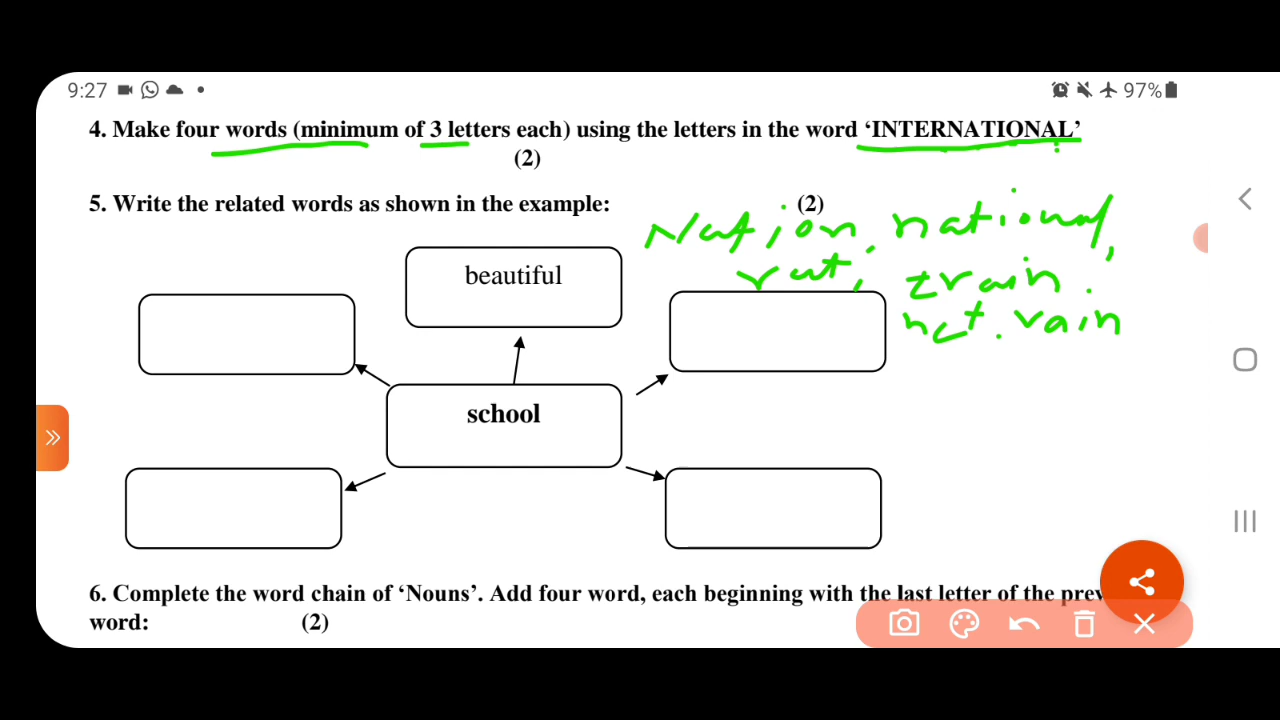 9:27 97%
4. Make four words (minimum of 3 letters each) using the letters in the word ‘INTERNATIONAL’
(2)
5. Write the related words as shown in the example: (2)
Nation, national,
rat, train.
net. rain
beautiful
school
6. Complete the word chain of ‘Nouns’. Add four word, each beginning with the last letter of the prev
word: (2)